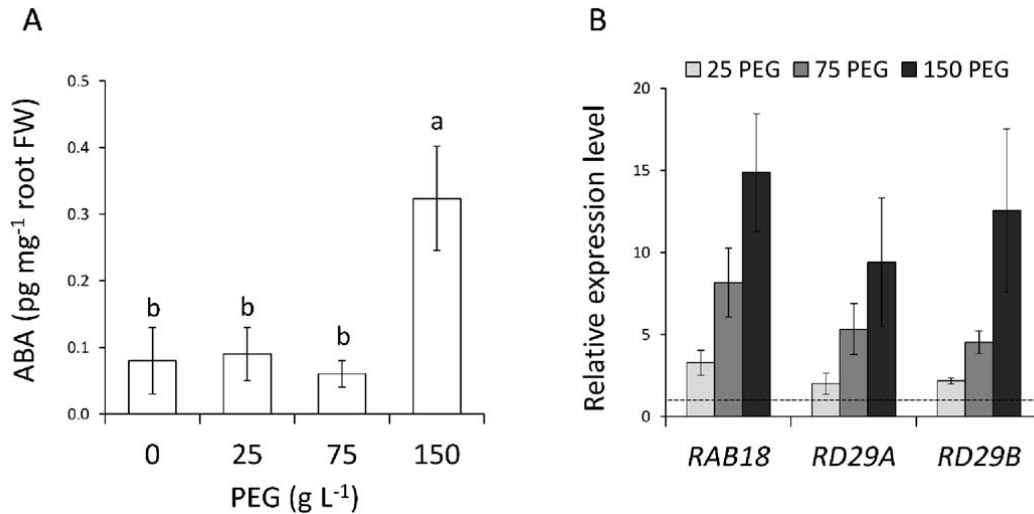 A
0.5
0.4
0.3
0.2
0.1
0.0
ABA (pg mg⁻¹ root FW)
b
b
b
a
0 25 75 150
PEG (g L⁻¹)
B
25 PEG 75 PEG 150 PEG
20
15
10
5
0
Relative expression level
RAB18 RD29A RD29B